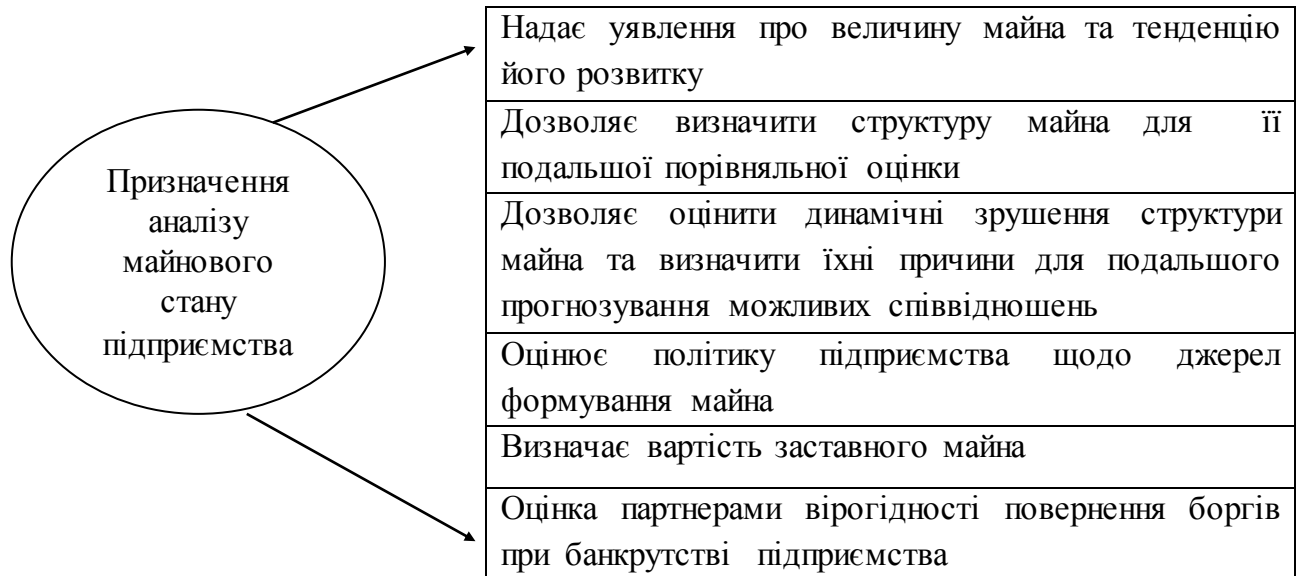 Призначення
аналізу
майнового
стану
підприємства
Надає уявлення про величину майна та тенденцію
його розвитку
Дозволяє визначити структуру майна для її
подальшої порівняльної оцінки
Дозволяє оцінити динамічні зрушення структури
майна та визначити їхні причини для подальшого
прогнозування можливих співвідношень
Оцінює політику підприємства щодо джерел
формування майна
Визначає вартість заставного майна
Оцінка партнерами вірогідності повернення боргів
при банкрутстві підприємства